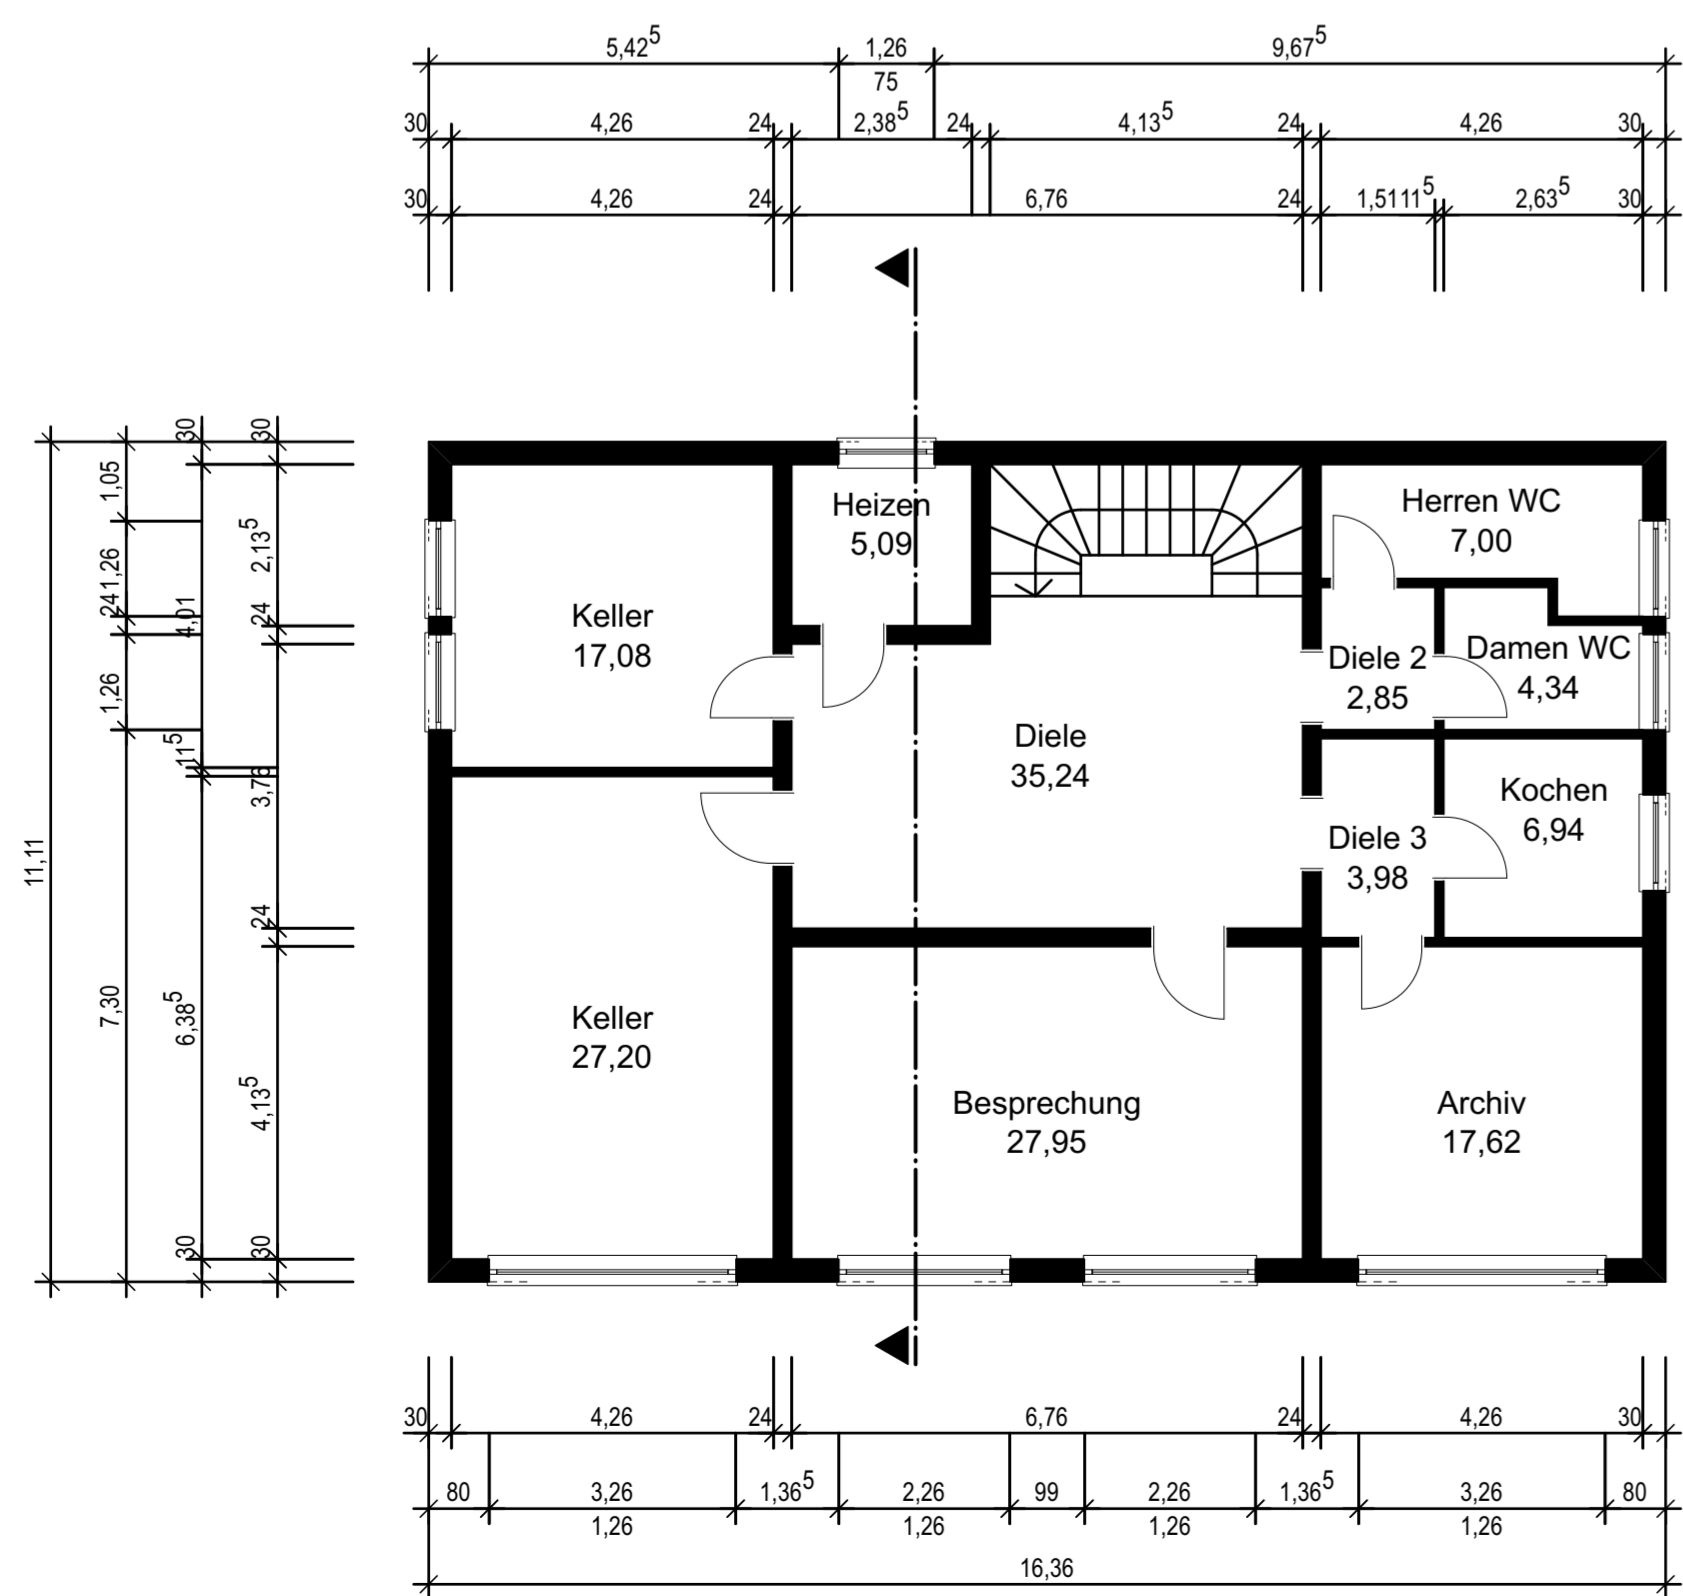 5,42⁵ 1,26 9,67⁵
75
30 4,26 24 2,38⁵ 24 4,13⁵ 24 4,26 30
30 4,26 24 6,76 24 1,51 11⁵ 2,63⁵ 30
11,11
1,05 1,26 24 1,26 7,30
30 4,01 11⁵ 6,38⁵ 30
30 2,13⁵ 24 3,76 24 4,13⁵ 30
Heizen
5,09
Herren WC
7,00
Keller
17,08
Diele 2
2,85
Damen WC
4,34
Diele
35,24
Kochen
6,94
Diele 3
3,98
Keller
27,20
Besprechung
27,95
Archiv
17,62
30 4,26 24 6,76 24 4,26 30
80 3,26 1,36⁵ 2,26 99 2,26 1,36⁵ 3,26 80
1,26 1,26 1,26 1,26
16,36